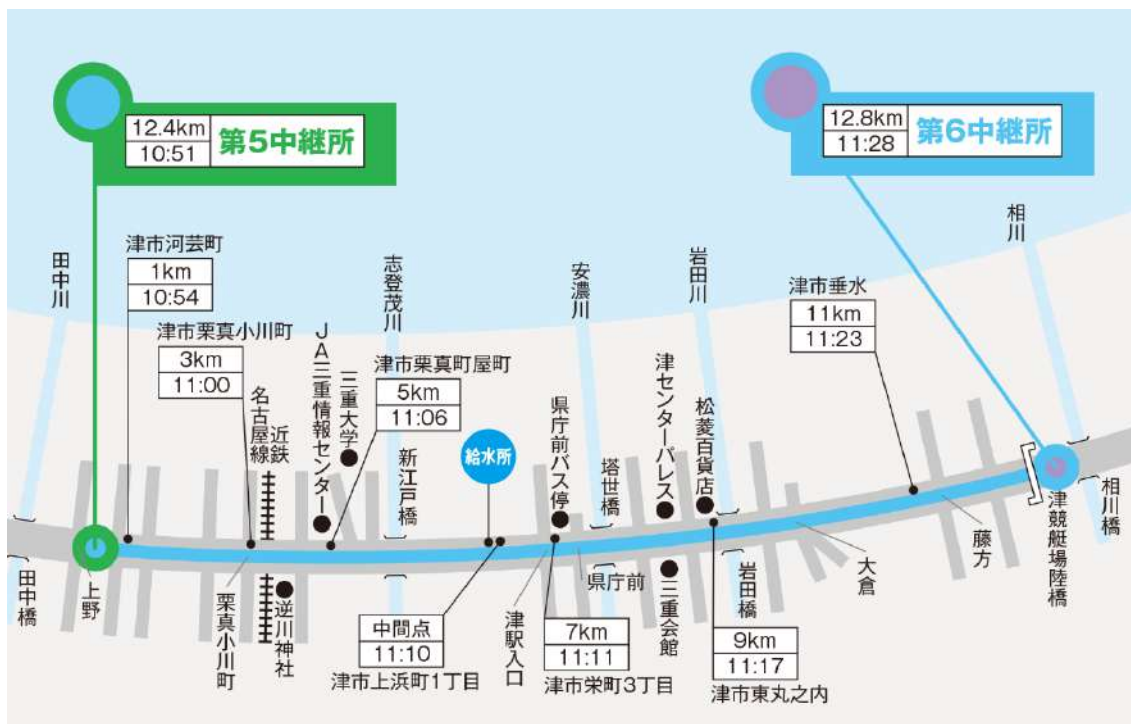 12.4km
10:51
第5中継所
12.8km
11:28
第6中継所
田中川
津市河芸町
1km
10:54
津市栗真小川町
3km
11:00
名古屋線
近鉄
JA三重情報センター
三重大学
志登茂川
津市栗真町屋町
5km
11:06
新江戸橋
給水所
安濃川
県庁前バス停
塔世橋
津センターパレス
岩田川
松菱百貨店
津市垂水
11km
11:23
相川
田中橋
上野
栗真小川町
逆川神社
中間点
11:10
津市上浜町1丁目
津駅入口
県庁前
7km
11:11
津市栄町3丁目
三重会館
岩田橋
9km
11:17
津市東丸之内
大倉
藤方
津競艇場陸橋
相川橋